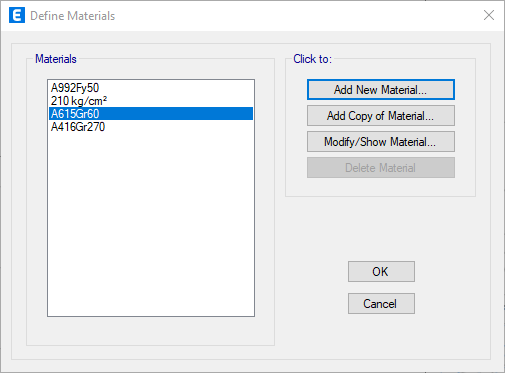 E Define Materials
Materials
A992Fy50
210 kg/cm²
A615Gr60
A416Gr270
Click to:
Add New Material...
Add Copy of Material...
Modify/Show Material...
Delete Material
OK
Cancel